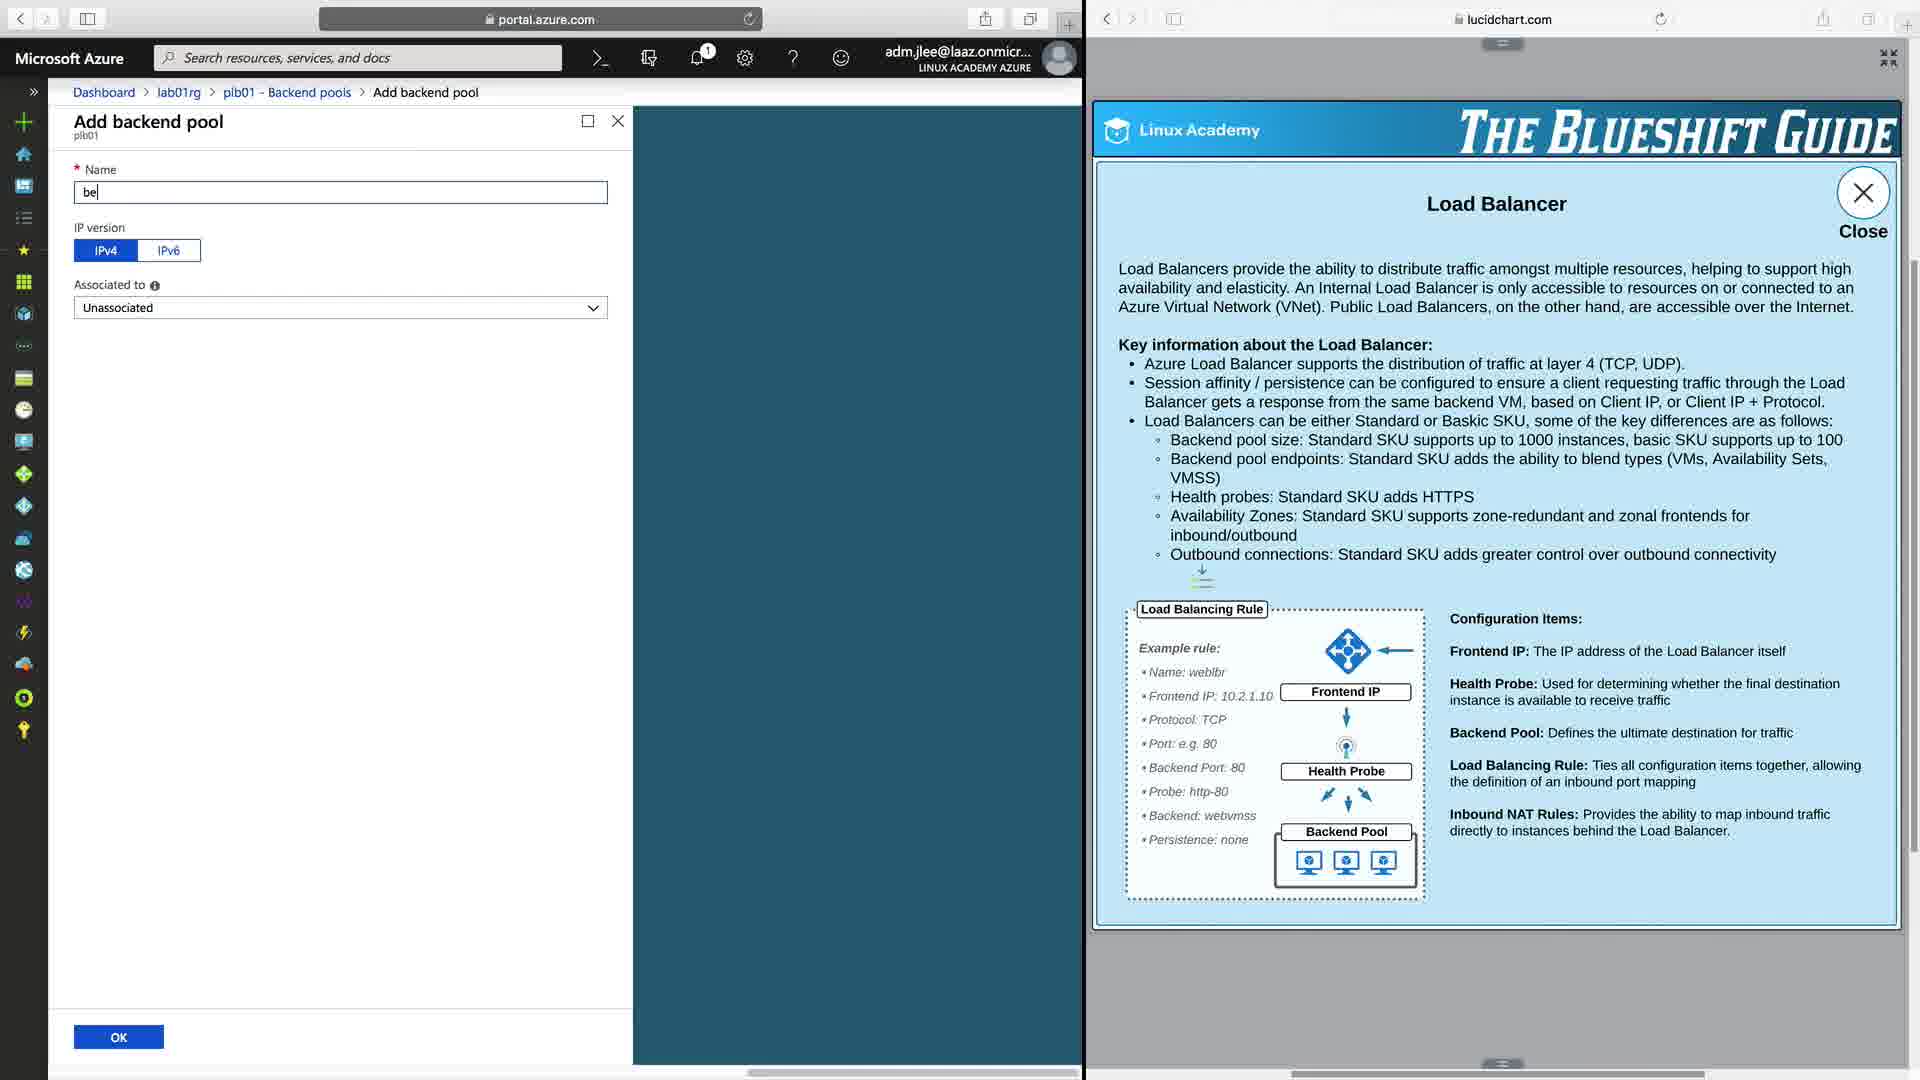 portal.azure.com
lucidchart.com
Microsoft Azure
Search resources, services, and docs
1
adm.jlee@laaz.onmicr...
LINUX ACADEMY AZURE
Dashboard > lab01rg > plb01 - Backend pools > Add backend pool
Add backend pool
plb01
* Name
be
IP version
IPv4
IPv6
Associated to
Unassociated
OK
Linux Academy
THE BLUESHIFT GUIDE
Load Balancer
Close
Load Balancers provide the ability to distribute traffic amongst multiple resources, helping to support high
availability and elasticity. An Internal Load Balancer is only accessible to resources on or connected to an
Azure Virtual Network (VNet). Public Load Balancers, on the other hand, are accessible over the Internet.
Key information about the Load Balancer:
• Azure Load Balancer supports the distribution of traffic at layer 4 (TCP, UDP).
• Session affinity / persistence can be configured to ensure a client requesting traffic through the Load
Balancer gets a response from the same backend VM, based on Client IP, or Client IP + Protocol.
• Load Balancers can be either Standard or Baskic SKU, some of the key differences are as follows:
◦ Backend pool size: Standard SKU supports up to 1000 instances, basic SKU supports up to 100
◦ Backend pool endpoints: Standard SKU adds the ability to blend types (VMs, Availability Sets,
VMSS)
◦ Health probes: Standard SKU adds HTTPS
◦ Availability Zones: Standard SKU supports zone-redundant and zonal frontends for
inbound/outbound
◦ Outbound connections: Standard SKU adds greater control over outbound connectivity
Load Balancing Rule
Example rule:
• Name: weblbr
• Frontend IP: 10.2.1.10
• Protocol: TCP
• Port: e.g. 80
• Backend Port: 80
• Probe: http-80
• Backend: webvmss
• Persistence: none
Frontend IP
Health Probe
Backend Pool
Configuration Items:
Frontend IP: The IP address of the Load Balancer itself
Health Probe: Used for determining whether the final destination
instance is available to receive traffic
Backend Pool: Defines the ultimate destination for traffic
Load Balancing Rule: Ties all configuration items together, allowing
the definition of an inbound port mapping
Inbound NAT Rules: Provides the ability to map inbound traffic
directly to instances behind the Load Balancer.